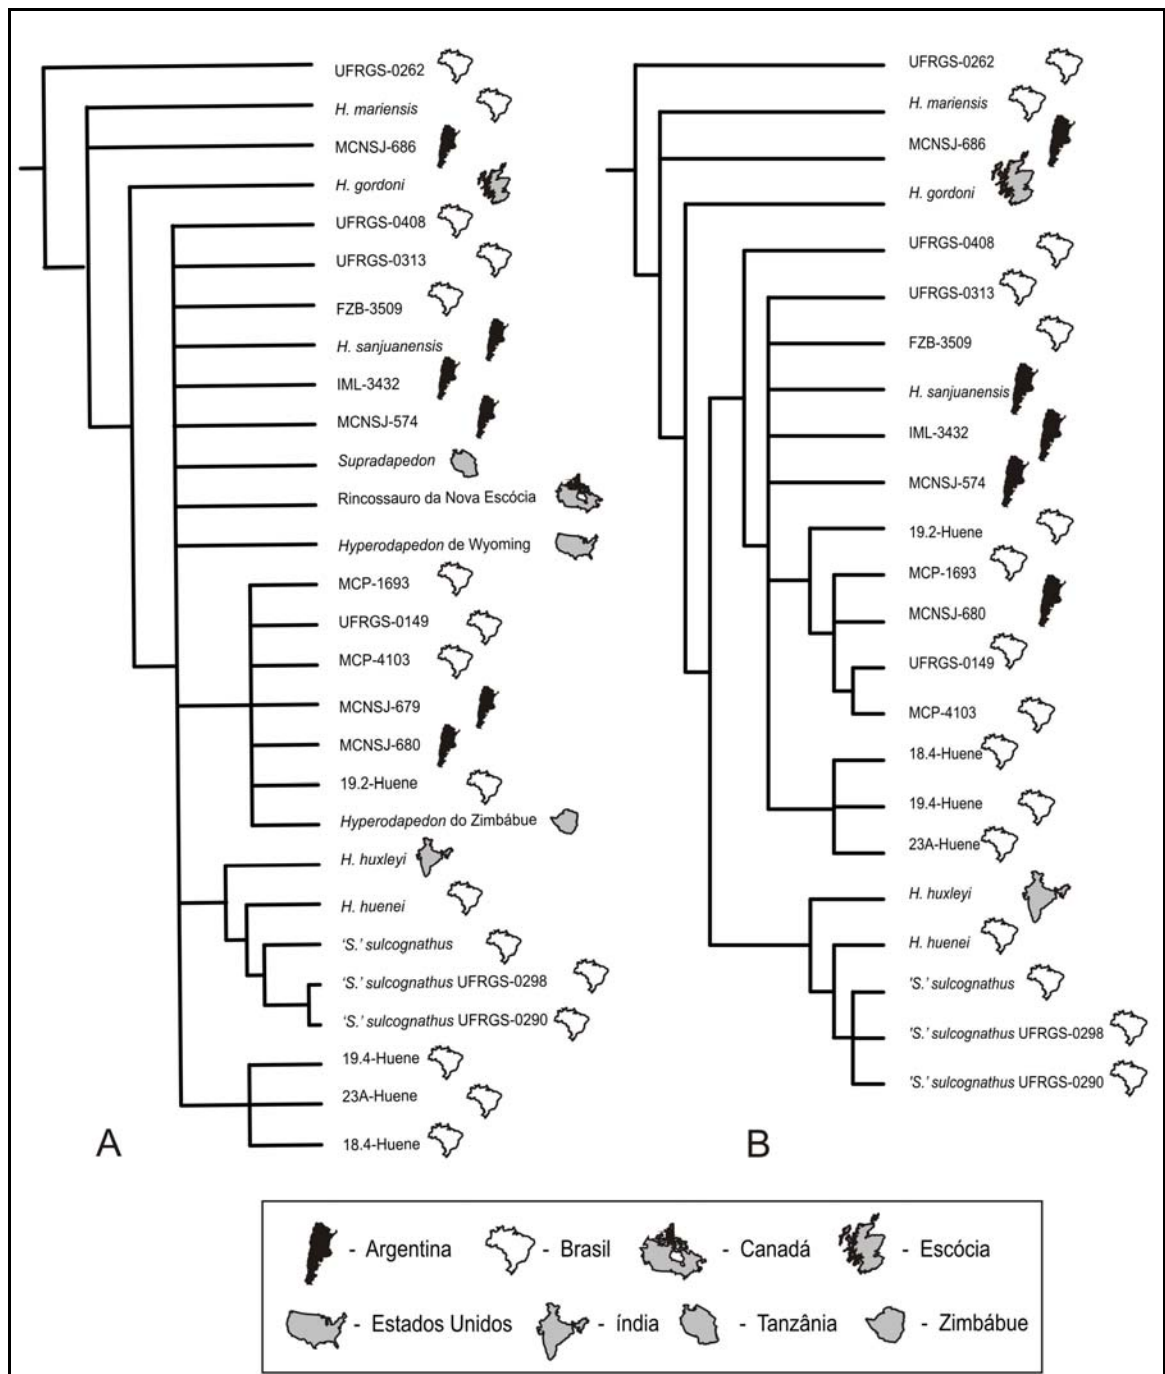 UFRGS-0262
H. mariensis
MCNSJ-686
H. gordoni
UFRGS-0408
UFRGS-0313
FZB-3509
H. sanjuanensis
IML-3432
MCNSJ-574
Supradapedon
Rincossauro da Nova Escócia
Hyperodapedon de Wyoming
MCP-1693
UFRGS-0149
MCP-4103
MCNSJ-679
MCNSJ-680
19.2-Huene
Hyperodapedon do Zimbábue
H. huxleyi
H. huenei
‘S.’ sulcognathus
‘S.’ sulcognathus UFRGS-0298
‘S.’ sulcognathus UFRGS-0290
19.4-Huene
23A-Huene
18.4-Huene
A
UFRGS-0262
H. mariensis
MCNSJ-686
H. gordoni
UFRGS-0408
UFRGS-0313
FZB-3509
H. sanjuanensis
IML-3432
MCNSJ-574
19.2-Huene
MCP-1693
MCNSJ-680
UFRGS-0149
MCP-4103
18.4-Huene
19.4-Huene
23A-Huene
H. huxleyi
H. huenei
'S.' sulcognathus
'S.' sulcognathus UFRGS-0298
'S.' sulcognathus UFRGS-0290
B
- Argentina - Brasil - Canadá - Escócia
- Estados Unidos - índia - Tanzânia - Zimbábue